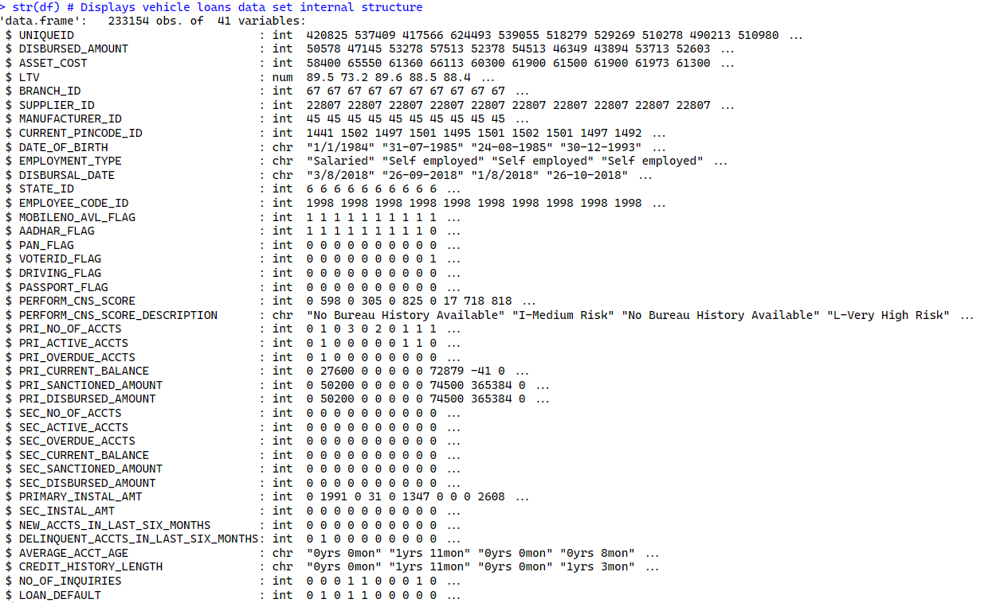 > str(df) # Displays vehicle loans data set internal structure
'data.frame':   233154 obs. of  41 variables:
 $ UNIQUEID                           : int  420825 537409 417566 624493 539055 518279 529269 510278 490213 510980 ...
 $ DISBURSED_AMOUNT                   : int  50578 47145 53278 57513 52378 54513 46349 43894 53713 52603 ...
 $ ASSET_COST                         : int  58400 65550 61360 66113 60300 61900 61500 61900 61973 61300 ...
 $ LTV                                : num  89.5 73.2 89.6 88.5 88.4 ...
 $ BRANCH_ID                          : int  67 67 67 67 67 67 67 67 67 67 ...
 $ SUPPLIER_ID                        : int  22807 22807 22807 22807 22807 22807 22807 22807 22807 22807 ...
 $ MANUFACTURER_ID                    : int  45 45 45 45 45 45 45 45 45 45 ...
 $ CURRENT_PINCODE_ID                 : int  1441 1502 1497 1501 1495 1501 1502 1501 1497 1492 ...
 $ DATE_OF_BIRTH                      : chr  "1/1/1984" "31-07-1985" "24-08-1985" "30-12-1993" ...
 $ EMPLOYMENT_TYPE                    : chr  "Salaried" "Self employed" "Self employed" "Self employed" ...
 $ DISBURSAL_DATE                     : chr  "3/8/2018" "26-09-2018" "1/8/2018" "26-10-2018" ...
 $ STATE_ID                           : int  6 6 6 6 6 6 6 6 6 6 ...
 $ EMPLOYEE_CODE_ID                   : int  1998 1998 1998 1998 1998 1998 1998 1998 1998 1998 ...
 $ MOBILENO_AVL_FLAG                  : int  1 1 1 1 1 1 1 1 1 1 ...
 $ AADHAR_FLAG                        : int  1 1 1 1 1 1 1 1 1 0 ...
 $ PAN_FLAG                           : int  0 0 0 0 0 0 0 0 0 0 ...
 $ VOTERID_FLAG                       : int  0 0 0 0 0 0 0 0 0 1 ...
 $ DRIVING_FLAG                       : int  0 0 0 0 0 0 0 0 0 0 ...
 $ PASSPORT_FLAG                      : int  0 0 0 0 0 0 0 0 0 0 ...
 $ PERFORM_CNS_SCORE                  : int  0 598 0 305 0 825 0 17 718 818 ...
 $ PERFORM_CNS_SCORE_DESCRIPTION      : chr  "No Bureau History Available" "I-Medium Risk" "No Bureau History Available" "L-Very High Risk" ...
 $ PRI_NO_OF_ACCTS                    : int  0 1 0 3 0 2 0 1 1 1 ...
 $ PRI_ACTIVE_ACCTS                   : int  0 1 0 0 0 0 0 1 1 0 ...
 $ PRI_OVERDUE_ACCTS                  : int  0 1 0 0 0 0 0 0 0 0 ...
 $ PRI_CURRENT_BALANCE                : int  0 27600 0 0 0 0 0 72879 -41 0 ...
 $ PRI_SANCTIONED_AMOUNT              : int  0 50200 0 0 0 0 0 74500 365384 0 ...
 $ PRI_DISBURSED_AMOUNT               : int  0 50200 0 0 0 0 0 74500 365384 0 ...
 $ SEC_NO_OF_ACCTS                    : int  0 0 0 0 0 0 0 0 0 0 ...
 $ SEC_ACTIVE_ACCTS                   : int  0 0 0 0 0 0 0 0 0 0 ...
 $ SEC_OVERDUE_ACCTS                  : int  0 0 0 0 0 0 0 0 0 0 ...
 $ SEC_CURRENT_BALANCE                : int  0 0 0 0 0 0 0 0 0 0 ...
 $ SEC_SANCTIONED_AMOUNT              : int  0 0 0 0 0 0 0 0 0 0 ...
 $ SEC_DISBURSED_AMOUNT               : int  0 0 0 0 0 0 0 0 0 0 ...
 $ PRIMARY_INSTAL_AMT                 : int  0 1991 0 31 0 1347 0 0 0 2608 ...
 $ SEC_INSTAL_AMT                     : int  0 0 0 0 0 0 0 0 0 0 ...
 $ NEW_ACCTS_IN_LAST_SIX_MONTHS       : int  0 0 0 0 0 0 0 0 0 0 ...
 $ DELINQUENT_ACCTS_IN_LAST_SIX_MONTHS: int  0 1 0 0 0 0 0 0 0 0 ...
 $ AVERAGE_ACCT_AGE                   : chr  "0yrs 0mon" "1yrs 11mon" "0yrs 0mon" "0yrs 8mon" ...
 $ CREDIT_HISTORY_LENGTH              : chr  "0yrs 0mon" "1yrs 11mon" "0yrs 0mon" "1yrs 3mon" ...
 $ NO_OF_INQUIRIES                    : int  0 0 0 1 1 0 0 0 1 0 ...
 $ LOAN_DEFAULT                       : int  0 1 0 1 1 0 0 0 0 0 ...